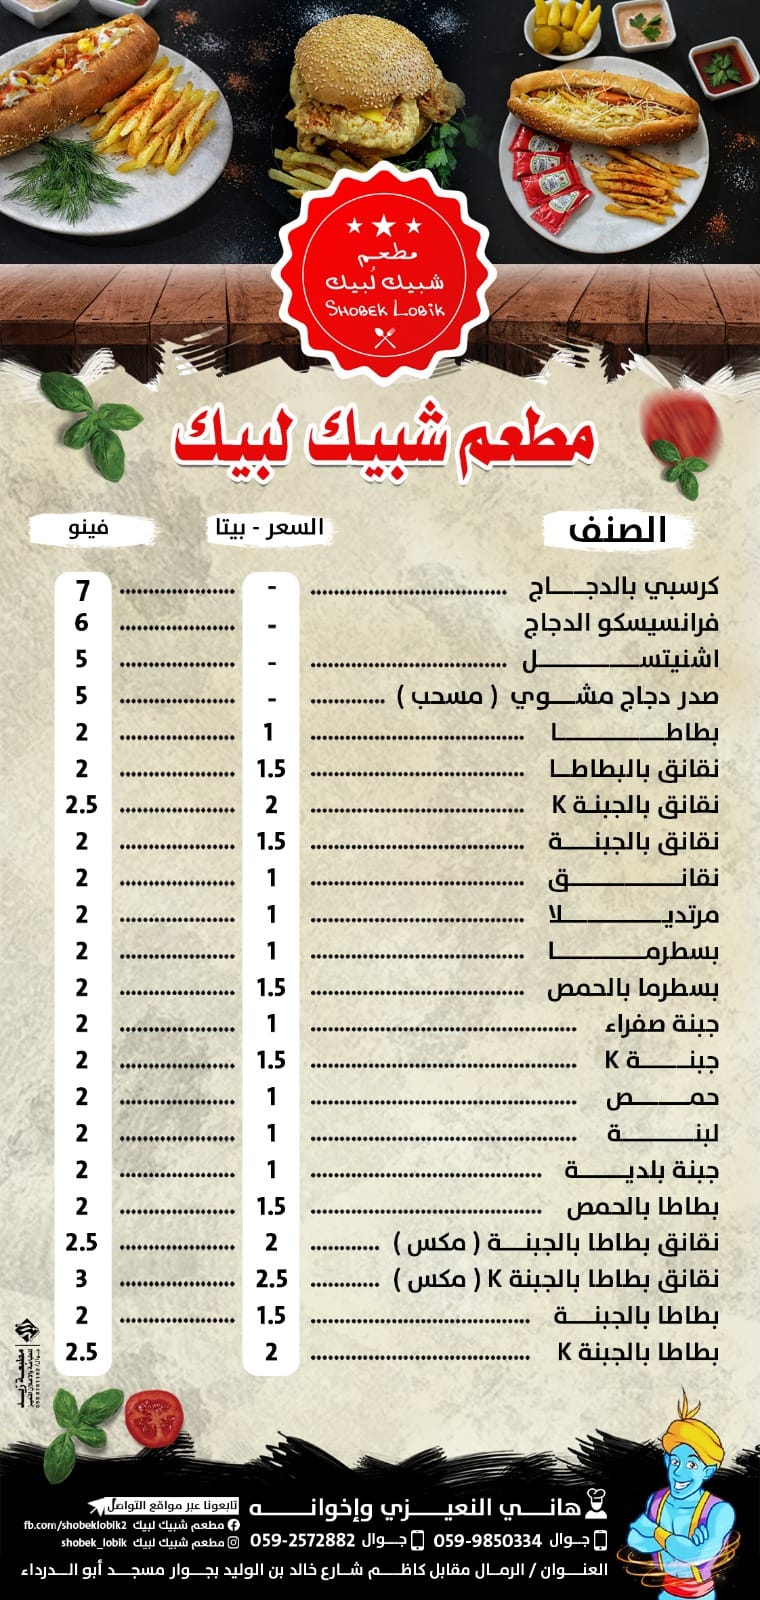 مطعم
شبيك لُبيك
SHOBEK LOBIK
مطعم شبيك لبيك
الصنف السعر - بيتا فينو
كرسبي بالدجاج - 7
فرانسيسكو الدجاج - 6
اشنيتسل - 5
صدر دجاج مشوي ( مسحب ) - 5
بطاطا 1 2
نقانق بالبطاطا 1.5 2
نقانق بالجبنة K 2 2.5
نقانق بالجبنة 1.5 2
نقانق 1 2
مرتديلا 1 2
بسطرما 1 2
بسطرما بالحمص 1.5 2
جبنة صفراء 1 2
جبنة K 1.5 2
حمص 1 2
لبنة 1 2
جبنة بلدية 1 2
بطاطا بالحمص 1.5 2
نقانق بطاطا بالجبنة ( مكس ) 2 2.5
نقانق بطاطا بالجبنة K ( مكس ) 2.5 3
بطاطا بالجبنة 1.5 2
بطاطا بالجبنة K 2 2.5
مطبعة زيد
هاني النعيزي وإخوانه
جوال 059-9850334 جوال 059-2572882
تابعونا عبر مواقع التواصل
مطعم شبيك لبيك fb.com/shobeklobik2
مطعم شبيك لبيك shobek_lobik
العنوان / الرمال مقابل كاظم شارع خالد بن الوليد بجوار مسجد أبو الدرداء